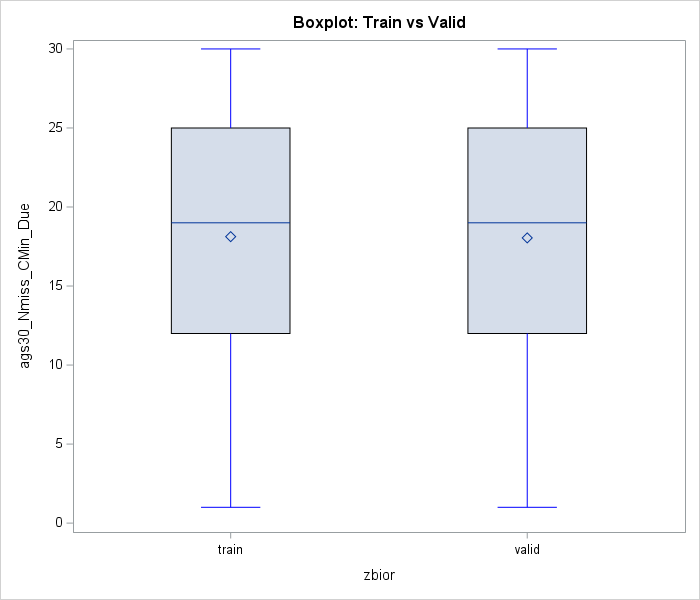 Boxplot: Train vs Valid
30
25
20
15
10
5
0
ags30_Nmiss_CMin_Due
train
valid
zbior